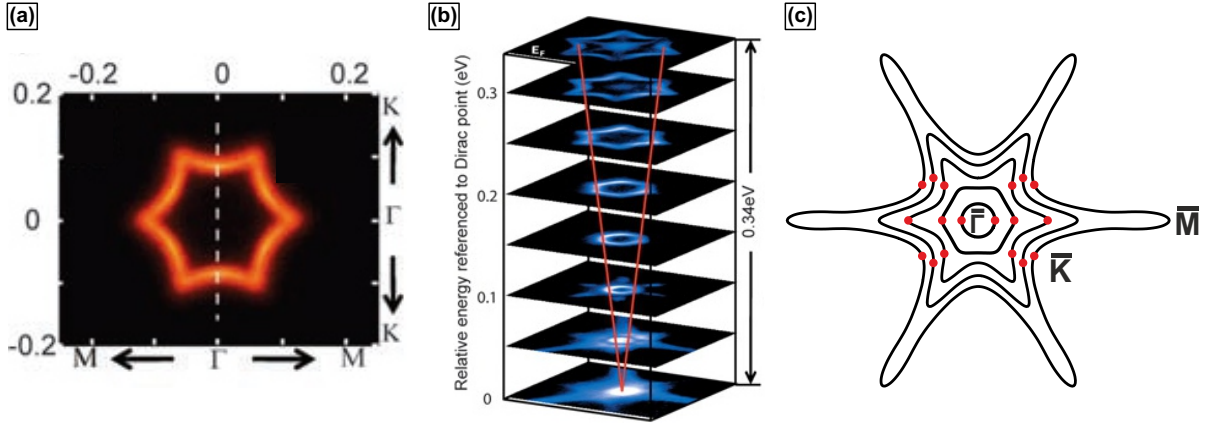 (a)
-0.2 0 0.2
0.2
0
-0.2
K
Γ
K
M Γ M
(b)
Relative energy referenced to Dirac point (eV)
E_F
0.3
0.2
0.1
0
0.34eV
(c)
Γ̅
M̅
K̅